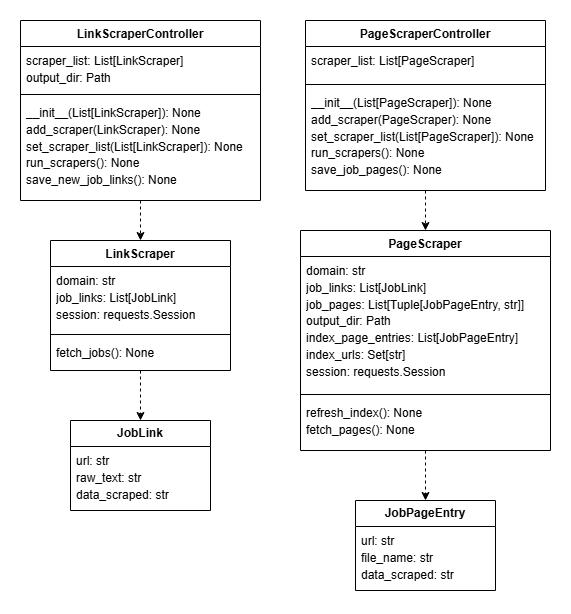 LinkScraperController
scraper_list: List[LinkScraper]
output_dir: Path
__init__(List[LinkScraper]): None
add_scraper(LinkScraper): None
set_scraper_list(List[LinkScraper]): None
run_scrapers(): None
save_new_job_links(): None
LinkScraper
domain: str
job_links: List[JobLink]
session: requests.Session
fetch_jobs(): None
JobLink
url: str
raw_text: str
data_scraped: str
PageScraperController
scraper_list: List[PageScraper]
__init__(List[PageScraper]): None
add_scraper(PageScraper): None
set_scraper_list(List[PageScraper]): None
run_scrapers(): None
save_job_pages(): None
PageScraper
domain: str
job_links: List[JobLink]
job_pages: List[Tuple[JobPageEntry, str]]
output_dir: Path
index_page_entries: List[JobPageEntry]
index_urls: Set[str]
session: requests.Session
refresh_index(): None
fetch_pages(): None
JobPageEntry
url: str
file_name: str
data_scraped: str